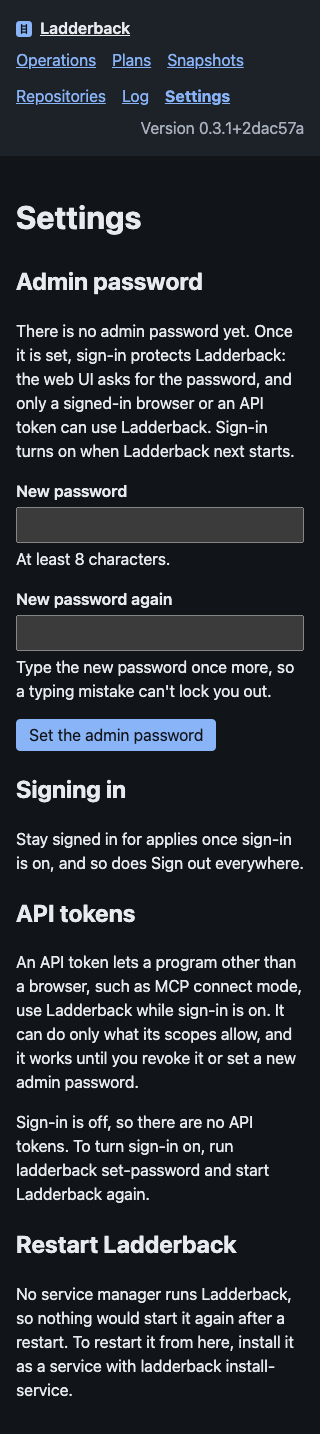 Ladderback
Operations Plans Snapshots
Repositories Log Settings
Version 0.3.1+2dac57a
Settings
Admin password
There is no admin password yet. Once
it is set, sign-in protects Ladderback:
the web UI asks for the password, and
only a signed-in browser or an API
token can use Ladderback. Sign-in
turns on when Ladderback next starts.
New password
At least 8 characters.
New password again
Type the new password once more, so
a typing mistake can't lock you out.
Set the admin password
Signing in
Stay signed in for applies once sign-in
is on, and so does Sign out everywhere.
API tokens
An API token lets a program other than
a browser, such as MCP connect mode,
use Ladderback while sign-in is on. It
can do only what its scopes allow, and
it works until you revoke it or set a new
admin password.
Sign-in is off, so there are no API
tokens. To turn sign-in on, run
ladderback set-password and start
Ladderback again.
Restart Ladderback
No service manager runs Ladderback,
so nothing would start it again after a
restart. To restart it from here, install it
as a service with ladderback install-
service.